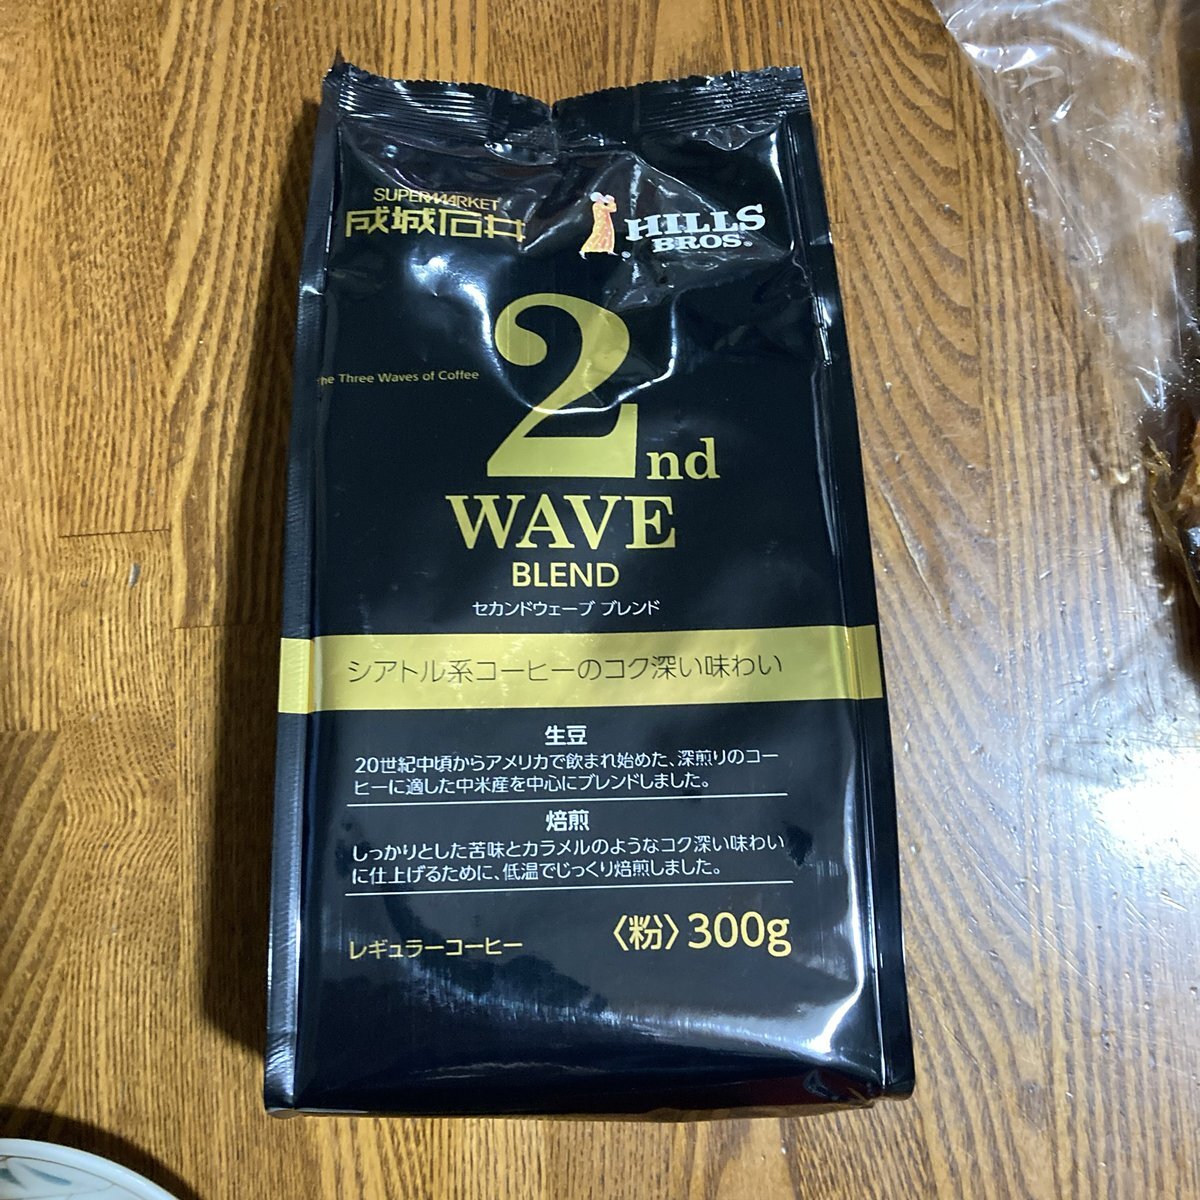 SUPERMARKET
成城石井
HILLS
BROS®
The Three Waves of Coffee
2nd
WAVE
BLEND
セカンドウェーブ ブレンド
シアトル系コーヒーのコク深い味わい
生豆
20世紀中頃からアメリカで飲まれ始めた、深煎りのコー
ヒーに適した中米産を中心にブレンドしました。
焙煎
しっかりとした苦味とカラメルのようなコク深い味わい
に仕上げるために、低温でじっくり焙煎しました。
レギュラーコーヒー
〈粉〉300g